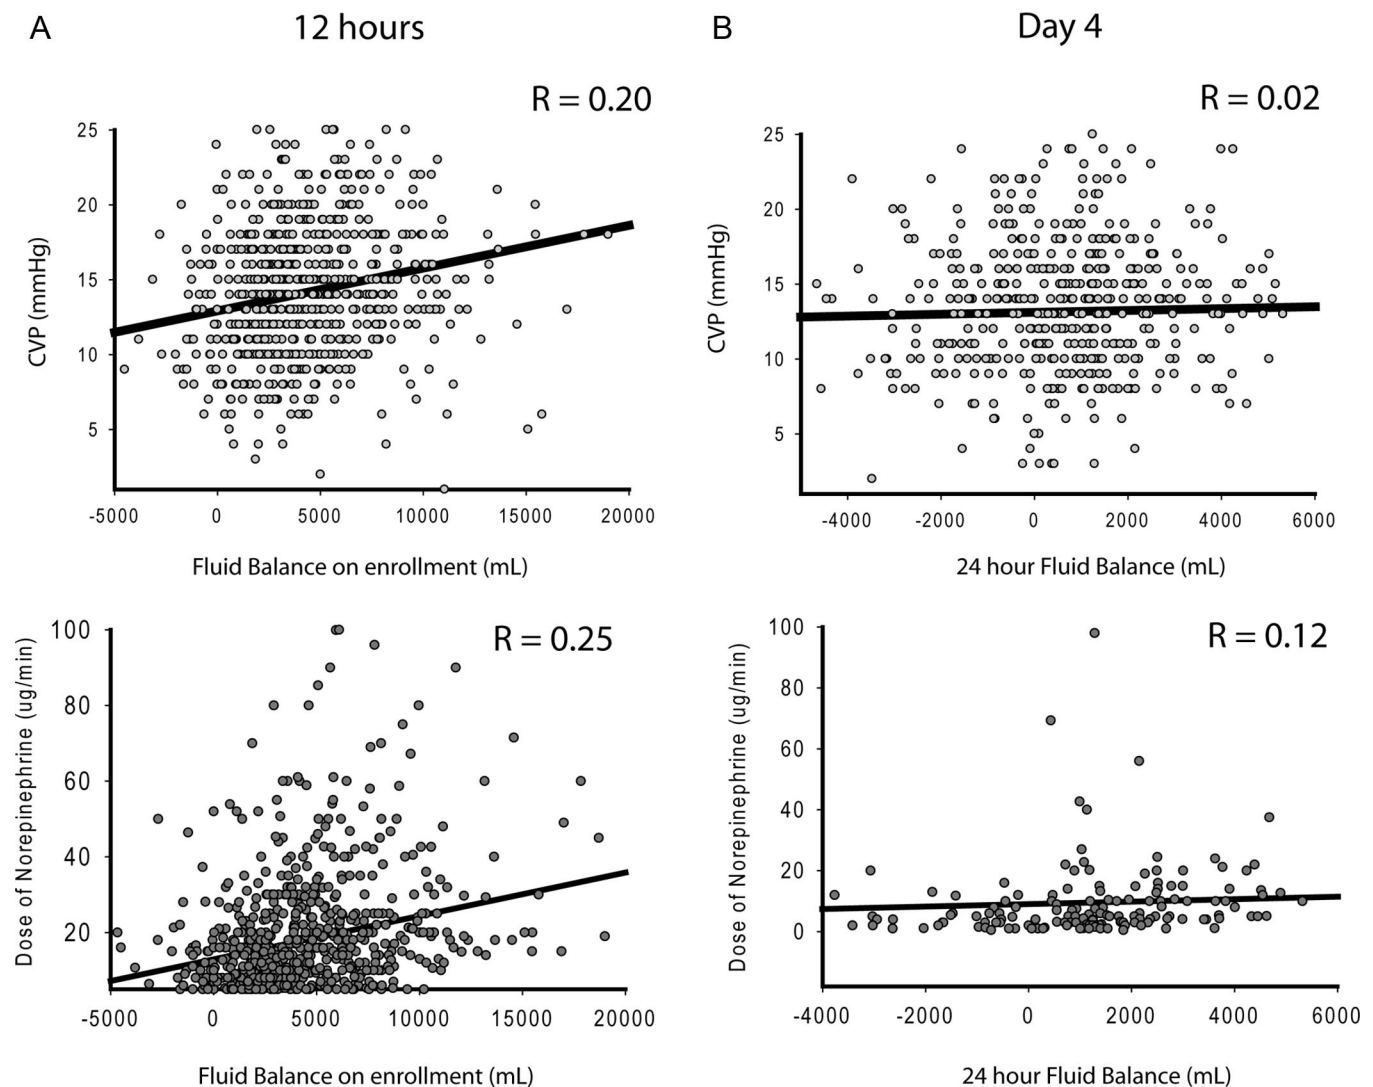 A
12 hours
B
Day 4
R = 0.20
R = 0.02
25
20
15
10
5
CVP (mmHg)
-5000 0 5000 10000 15000 20000
Fluid Balance on enrollment (mL)
25
20
15
10
5
CVP (mmHg)
-4000 -2000 0 2000 4000 6000
24 hour Fluid Balance (mL)
R = 0.25
100
80
60
40
20
Dose of Norepinephrine (ug/min)
-5000 0 5000 10000 15000 20000
Fluid Balance on enrollment (mL)
R = 0.12
100
80
60
40
20
0
Dose of Norepinephrine (ug/min)
-4000 -2000 0 2000 4000 6000
24 hour Fluid Balance (mL)